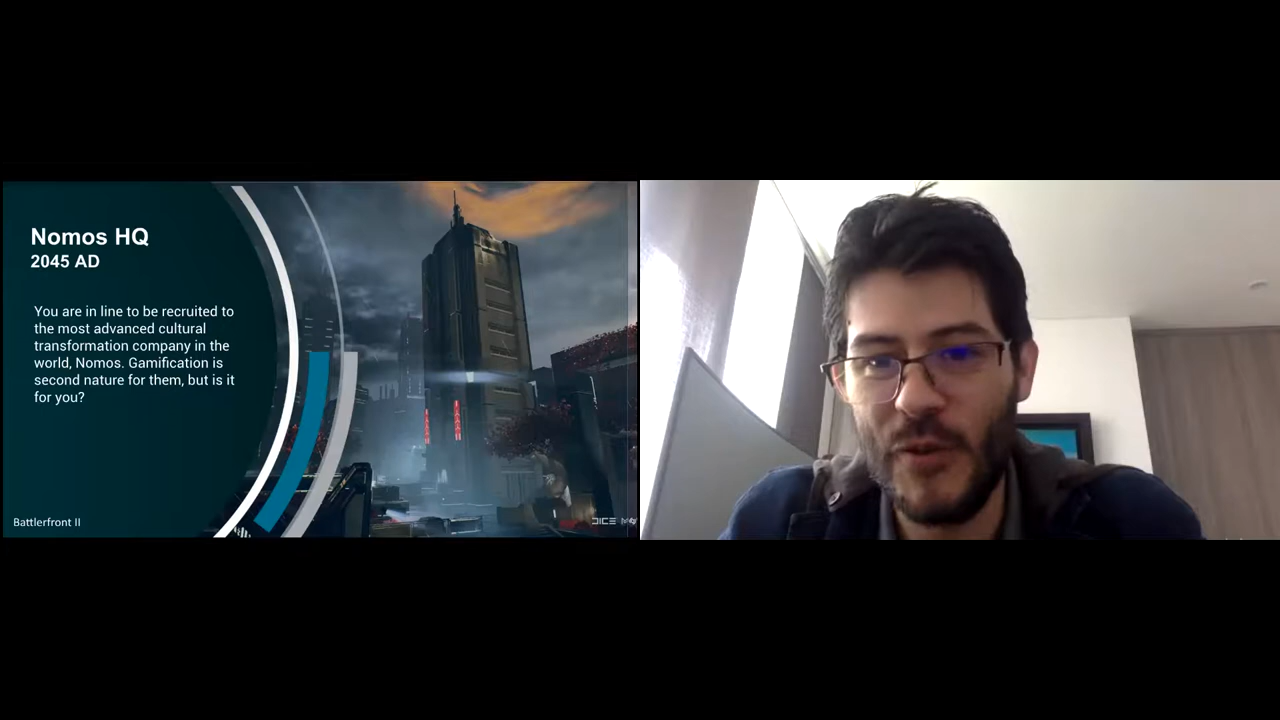 Nomos HQ
2045 AD
You are in line to be recruited to
the most advanced cultural
transformation company in the
world, Nomos. Gamification is
second nature for them, but is it
for you?
Battlerfront II
DICE